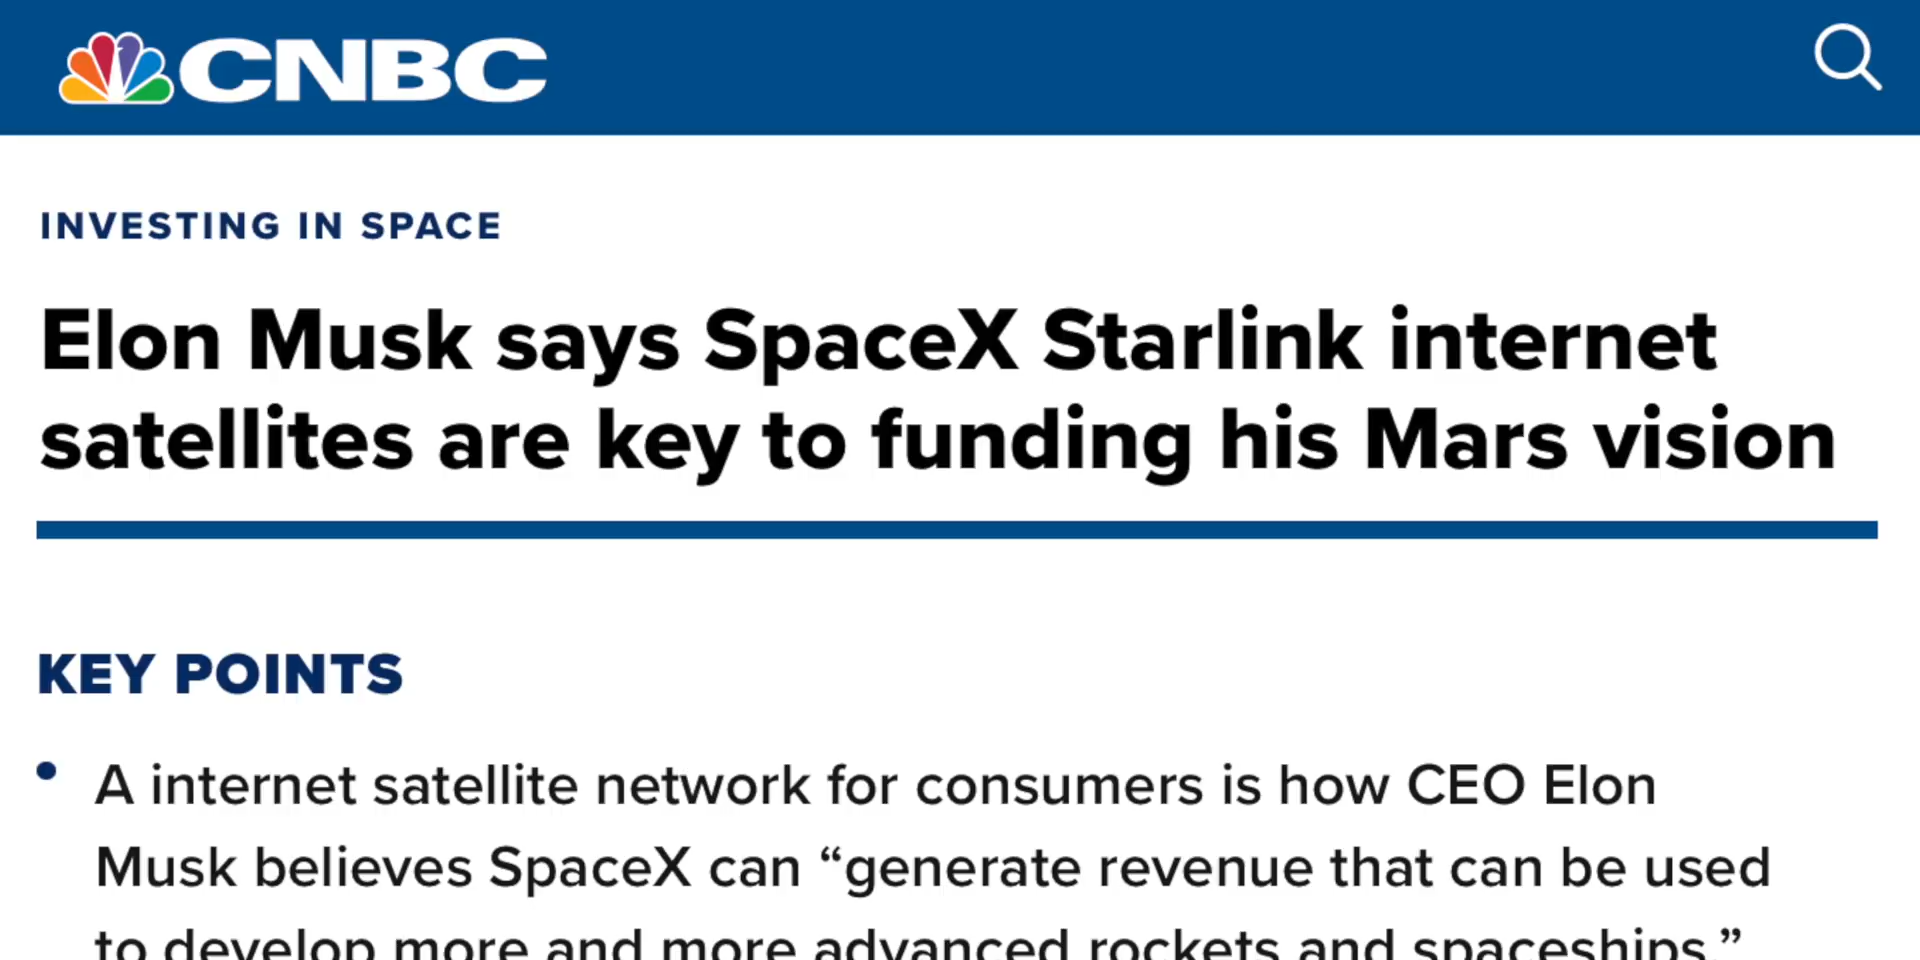 CNBC
INVESTING IN SPACE
Elon Musk says SpaceX Starlink internet
satellites are key to funding his Mars vision
KEY POINTS
• A internet satellite network for consumers is how CEO Elon
Musk believes SpaceX can “generate revenue that can be used
to develop more and more advanced rockets and spaceships.”